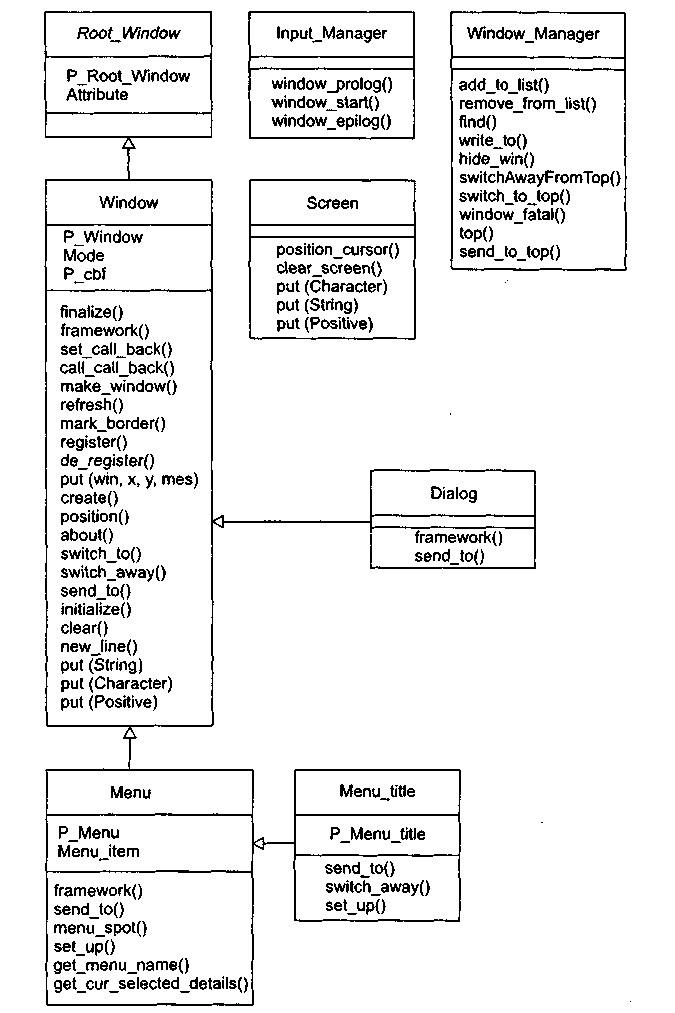 Root_Window
P_Root_Window
Attribute
Input_Manager
window_prolog()
window_start()
window_epilog()
Window_Manager
add_to_list()
remove_from_list()
find()
write_to()
hide_win()
switchAwayFromTop()
switch_to_top()
window_fatal()
top()
send_to_top()
Window
P_Window
Mode
P_cbf
finalize()
framework()
set_call_back()
call_call_back()
make_window()
refresh()
mark_border()
register()
de_register()
put (win, x, y, mes)
create()
position()
about()
switch_to()
switch_away()
send_to()
initialize()
clear()
new_line()
put (String)
put (Character)
put (Positive)
Screen
position_cursor()
clear_screen()
put (Character)
put (String)
put (Positive)
Dialog
framework()
send_to()
Menu
P_Menu
Menu_item
framework()
send_to()
menu_spot()
set_up()
get_menu_name()
get_cur_selected_details()
Menu_title
P_Menu_title
send_to()
switch_away()
set_up()